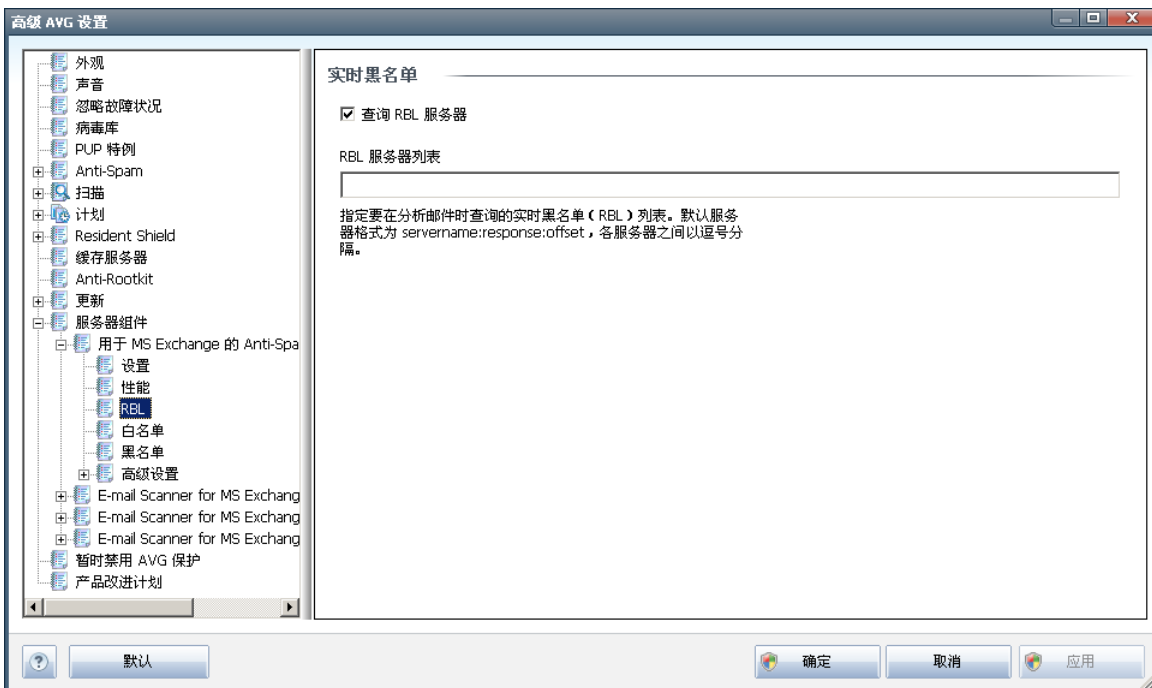 高级 AVG 设置
外观
声音
忽略故障状况
病毒库
PUP 特例
Anti-Spam
扫描
计划
Resident Shield
缓存服务器
Anti-Rootkit
更新
服务器组件
用于 MS Exchange 的 Anti-Spa
设置
性能
RBL
白名单
黑名单
高级设置
E-mail Scanner for MS Exchang
E-mail Scanner for MS Exchang
E-mail Scanner for MS Exchang
暂时禁用 AVG 保护
产品改进计划
实时黑名单
查询 RBL 服务器
RBL 服务器列表
指定要在分析邮件时查询的实时黑名单 ( RBL ) 列表。默认服务
器格式为 servername:response:offset，各服务器之间以逗号分
隔。
默认
确定
取消
应用